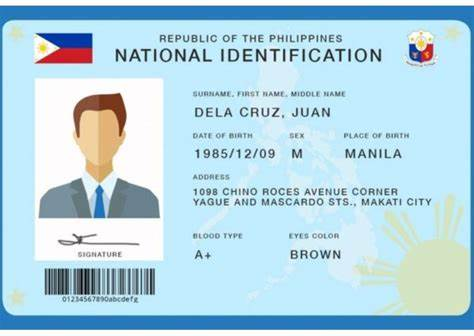 REPUBLIC OF THE PHILIPPINES
NATIONAL IDENTIFICATION
SURNAME, FIRST NAME, MIDDLE NAME
DELA CRUZ, JUAN
DATE OF BIRTH SEX PLACE OF BIRTH
1985/12/09 M MANILA
ADDRESS
1098 CHINO ROCES AVENUE CORNER
YAGUE AND MASCARDO STS., MAKATI CITY
BLOOD TYPE EYES COLOR
A+ BROWN
SIGNATURE
01234567890abcdefg